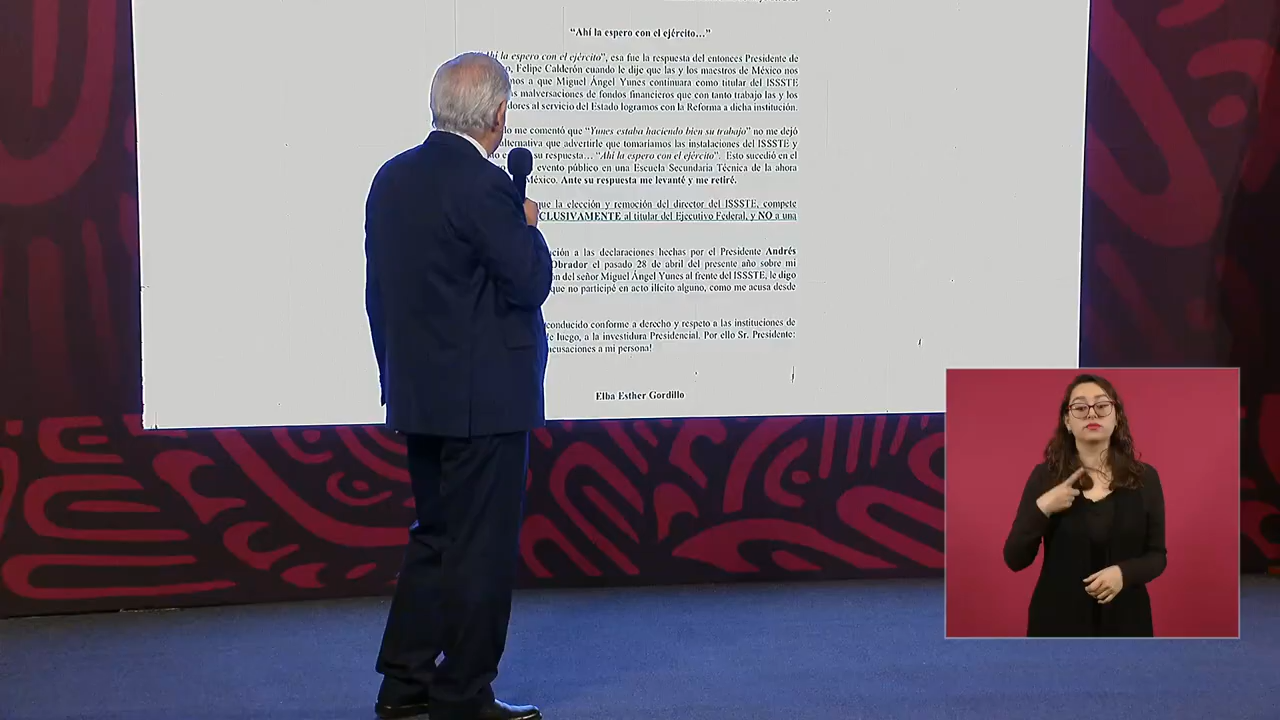 “Ahí la espero con el ejército…”
Ahí la espero con el ejército”, esa fue la respuesta del entonces Presidente de
Felipe Calderón cuando le dije que las y los maestros de México nos
a que Miguel Ángel Yunes continuara como titular del ISSSTE
malversaciones de fondos financieros que con tanto trabajo las y los
al servicio del Estado logramos con la Reforma a dicha institución.
me comentó que “Yunes estaba haciendo bien su trabajo” no me dejó
alternativa que advertirle que tomaríamos las instalaciones del ISSSTE y
su respuesta… “Ahí la espero con el ejército”. Esto sucedió en el
evento público en una Escuela Secundaria Técnica de la ahora
México. Ante su respuesta me levanté y me retiré.
que la elección y remoción del director del ISSSTE, compete
CLUSIVAMENTE al titular del Ejecutivo Federal, y NO a una
a las declaraciones hechas por el Presidente Andrés
Obrador el pasado 28 de abril del presente año sobre mi
del señor Miguel Ángel Yunes al frente del ISSSTE, le digo
que no participé en acto ilícito alguno, como me acusa desde
conducido conforme a derecho y respeto a las instituciones de
luego, a la investidura Presidencial. Por ello Sr. Presidente:
acusaciones a mi persona!
Elba Esther Gordillo